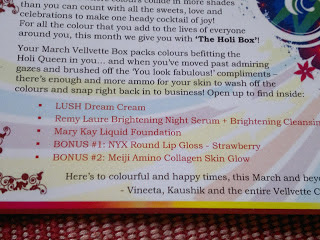 than you can count with all the sweets, love and
celebrations to make one heady cocktail of joy!
For all the colour that you add to the lives of everyone
around you, this month we give you with 'The Holi Box'!
Your March Vellvette Box packs colours befitting the
Holi Queen in you... and when you've moved past admiring
gazes and brushed off the 'You look fabulous!' compliments –
there's enough and more ammo for your skin to wash off the
colours and snap right back in to business! Open up to find inside:
• LUSH Dream Cream
• Remy Laure Brightening Night Serum + Brightening Cleansing
• Mary Kay Liquid Foundation
• BONUS #1: NYX Round Lip Gloss - Strawberry
• BONUS #2: Meiji Amino Collagen Skin Glow
Here's to colourful and happy times, this March and
- Vineeta, Kaushik and the entire Vellvette